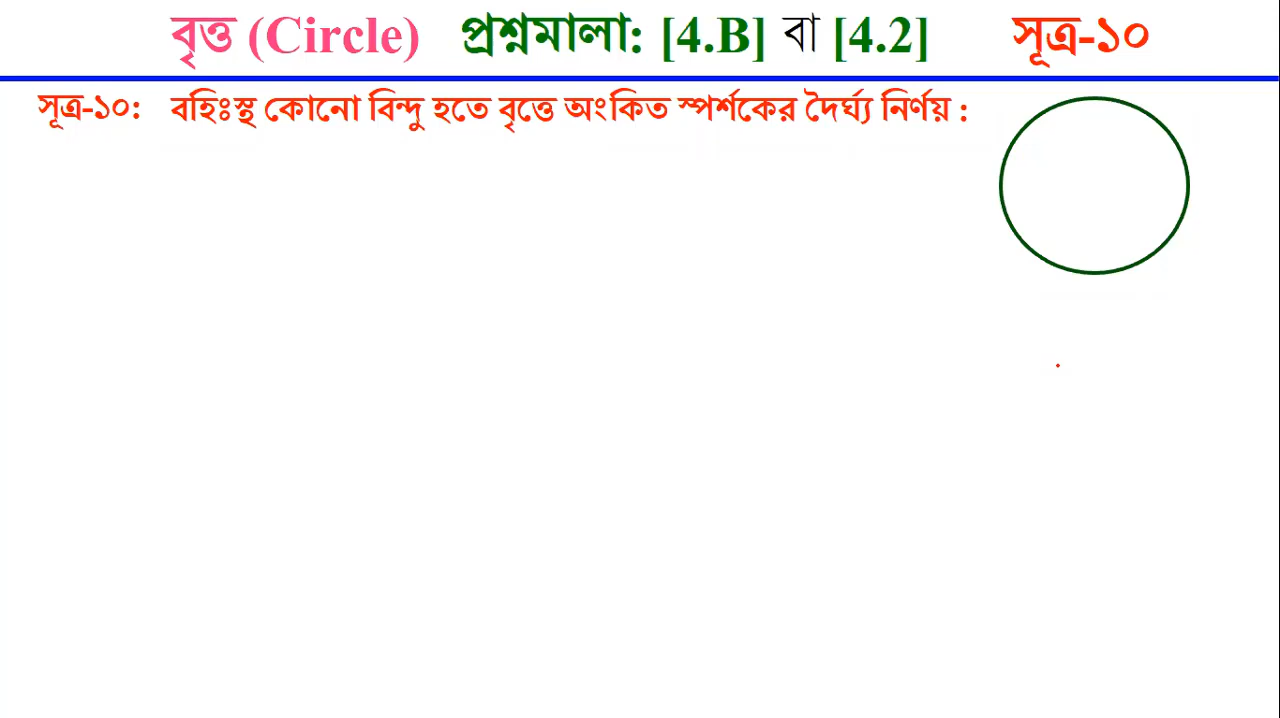 বৃত্ত (Circle) প্রশ্নমালা: [4.B] বা [4.2] সূত্র-১০
সূত্র-১০: বহিঃস্থ কোনো বিন্দু হতে বৃত্তে অংকিত স্পর্শকের দৈর্ঘ্য নির্ণয় :